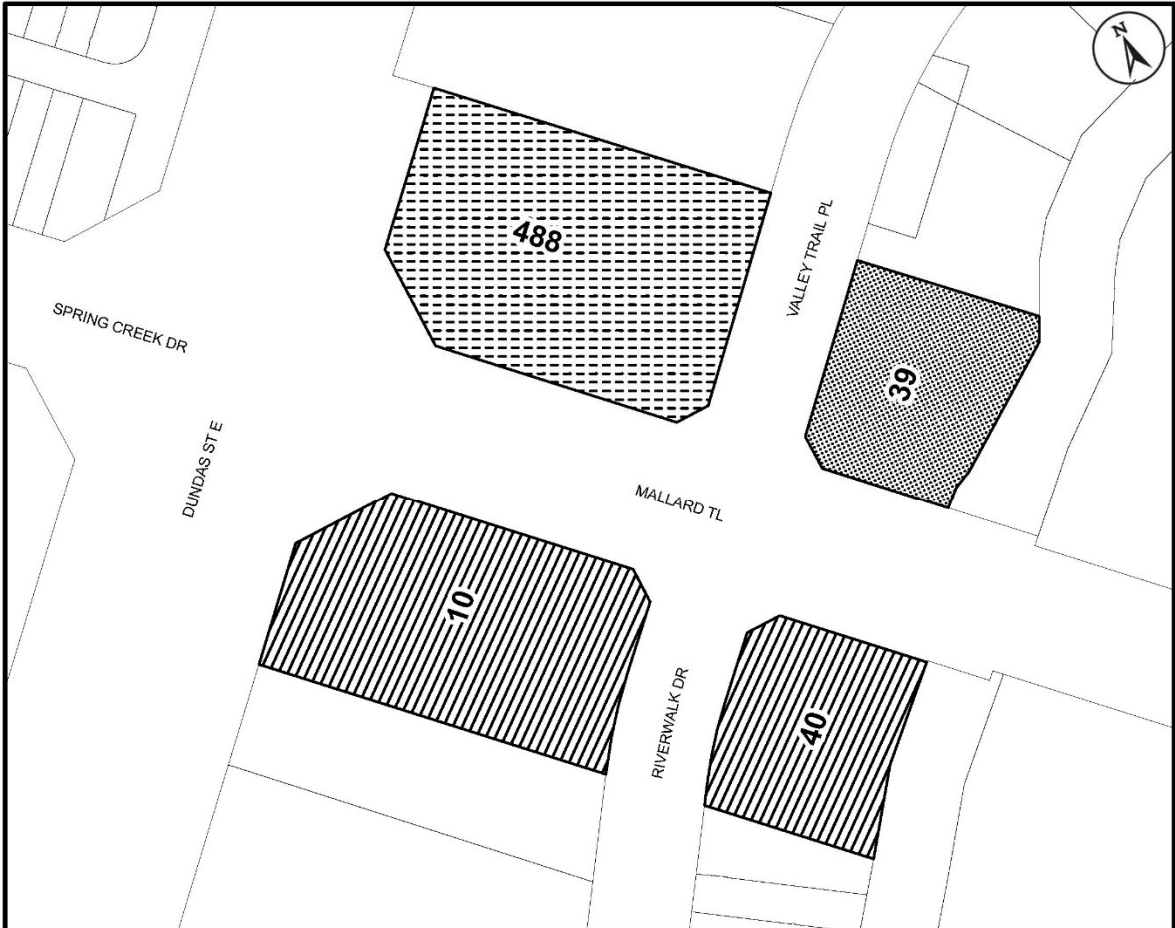 N
488
VALLEY TRAIL PL
SPRING CREEK DR
39
DUNDAS ST E
MALLARD TL
10
RIVERWALK DR
40